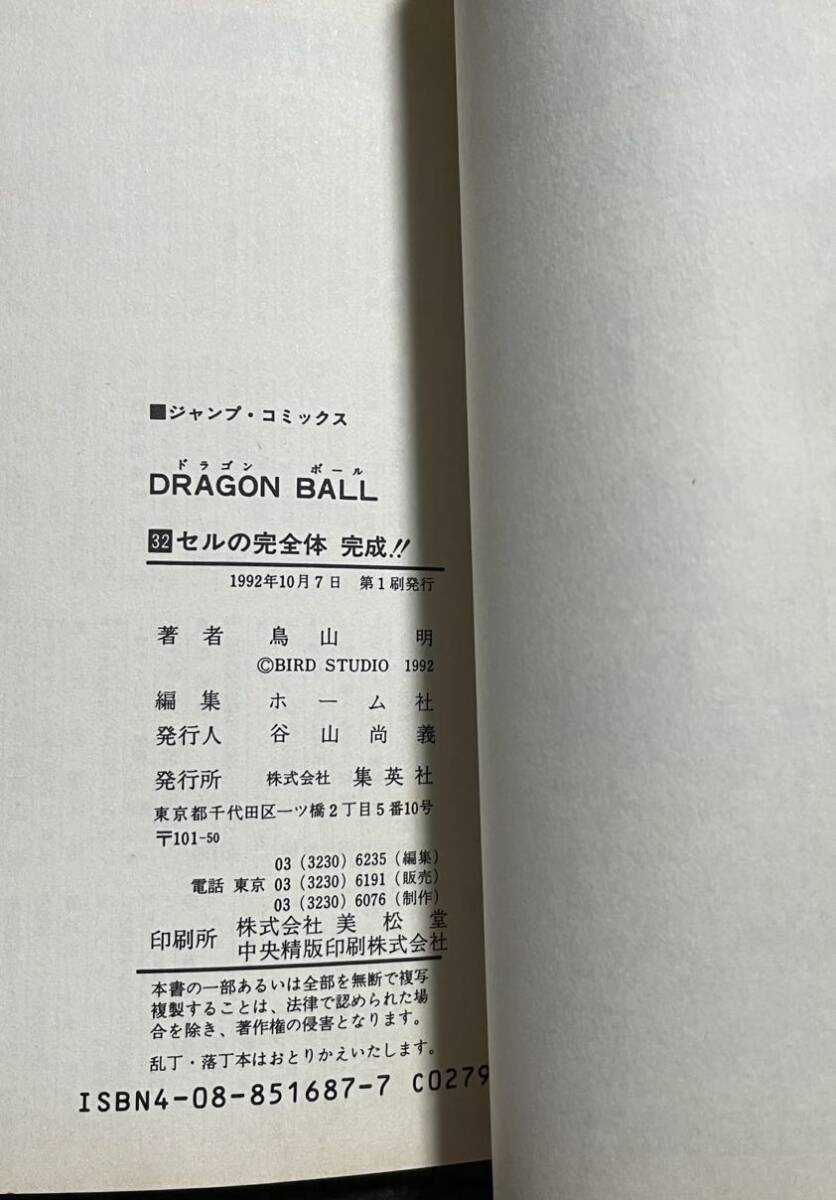 ■ジャンプ・コミックス
ドラゴン ボール
DRAGON BALL
32 セルの完全体 完成!!
1992年10月7日 第1刷発行
著者 鳥山 明
©BIRD STUDIO 1992
編集 ホーム社
発行人 谷山尚義
発行所 株式会社 集英社
東京都千代田区一ツ橋2丁目5番10号
〒101-50
03 (3230) 6235 (編集)
電話 東京 03 (3230) 6191 (販売)
03 (3230) 6076 (制作)
印刷所 株式会社 美松堂
中央精版印刷株式会社
本書の一部あるいは全部を無断で複写
複製することは、法律で認められた場
合を除き、著作権の侵害となります。
乱丁・落丁本はおとりかえいたします。
ISBN4-08-851687-7 C0279